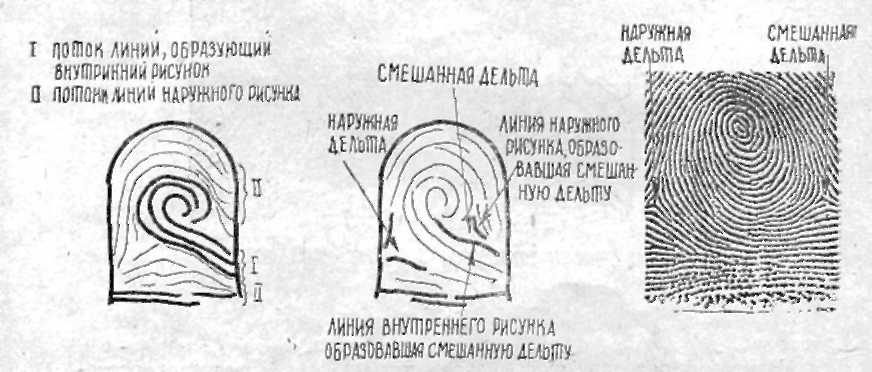 I ПОТОК ЛИНИЙ, ОБРАЗУЮЩИЙ
ВНУТРИКНИЙ РИСУНОК
II ПОТОКИ ЛИНИЙ НАРУЖНОГО РИСУНКА
II
I
II
СМЕШАННАЯ ДЕЛЬТА
НАРУЖНАЯ
ДЕЛЬТА
ЛИНИЯ НАРУЖНОГО
РИСУНКА, ОБРАЗО-
ВАВШАЯ СМЕШАН-
НУЮ ДЕЛЬТУ
ЛИНИЯ ВНУТРЕННЕГО РИСУНКА
ОБРАЗОВАВШАЯ СМЕШАННУЮ ДЕЛЬТУ
НАРУЖНАЯ
ДЕЛЬТА
СМЕШАННАЯ
ДЕЛЬТА